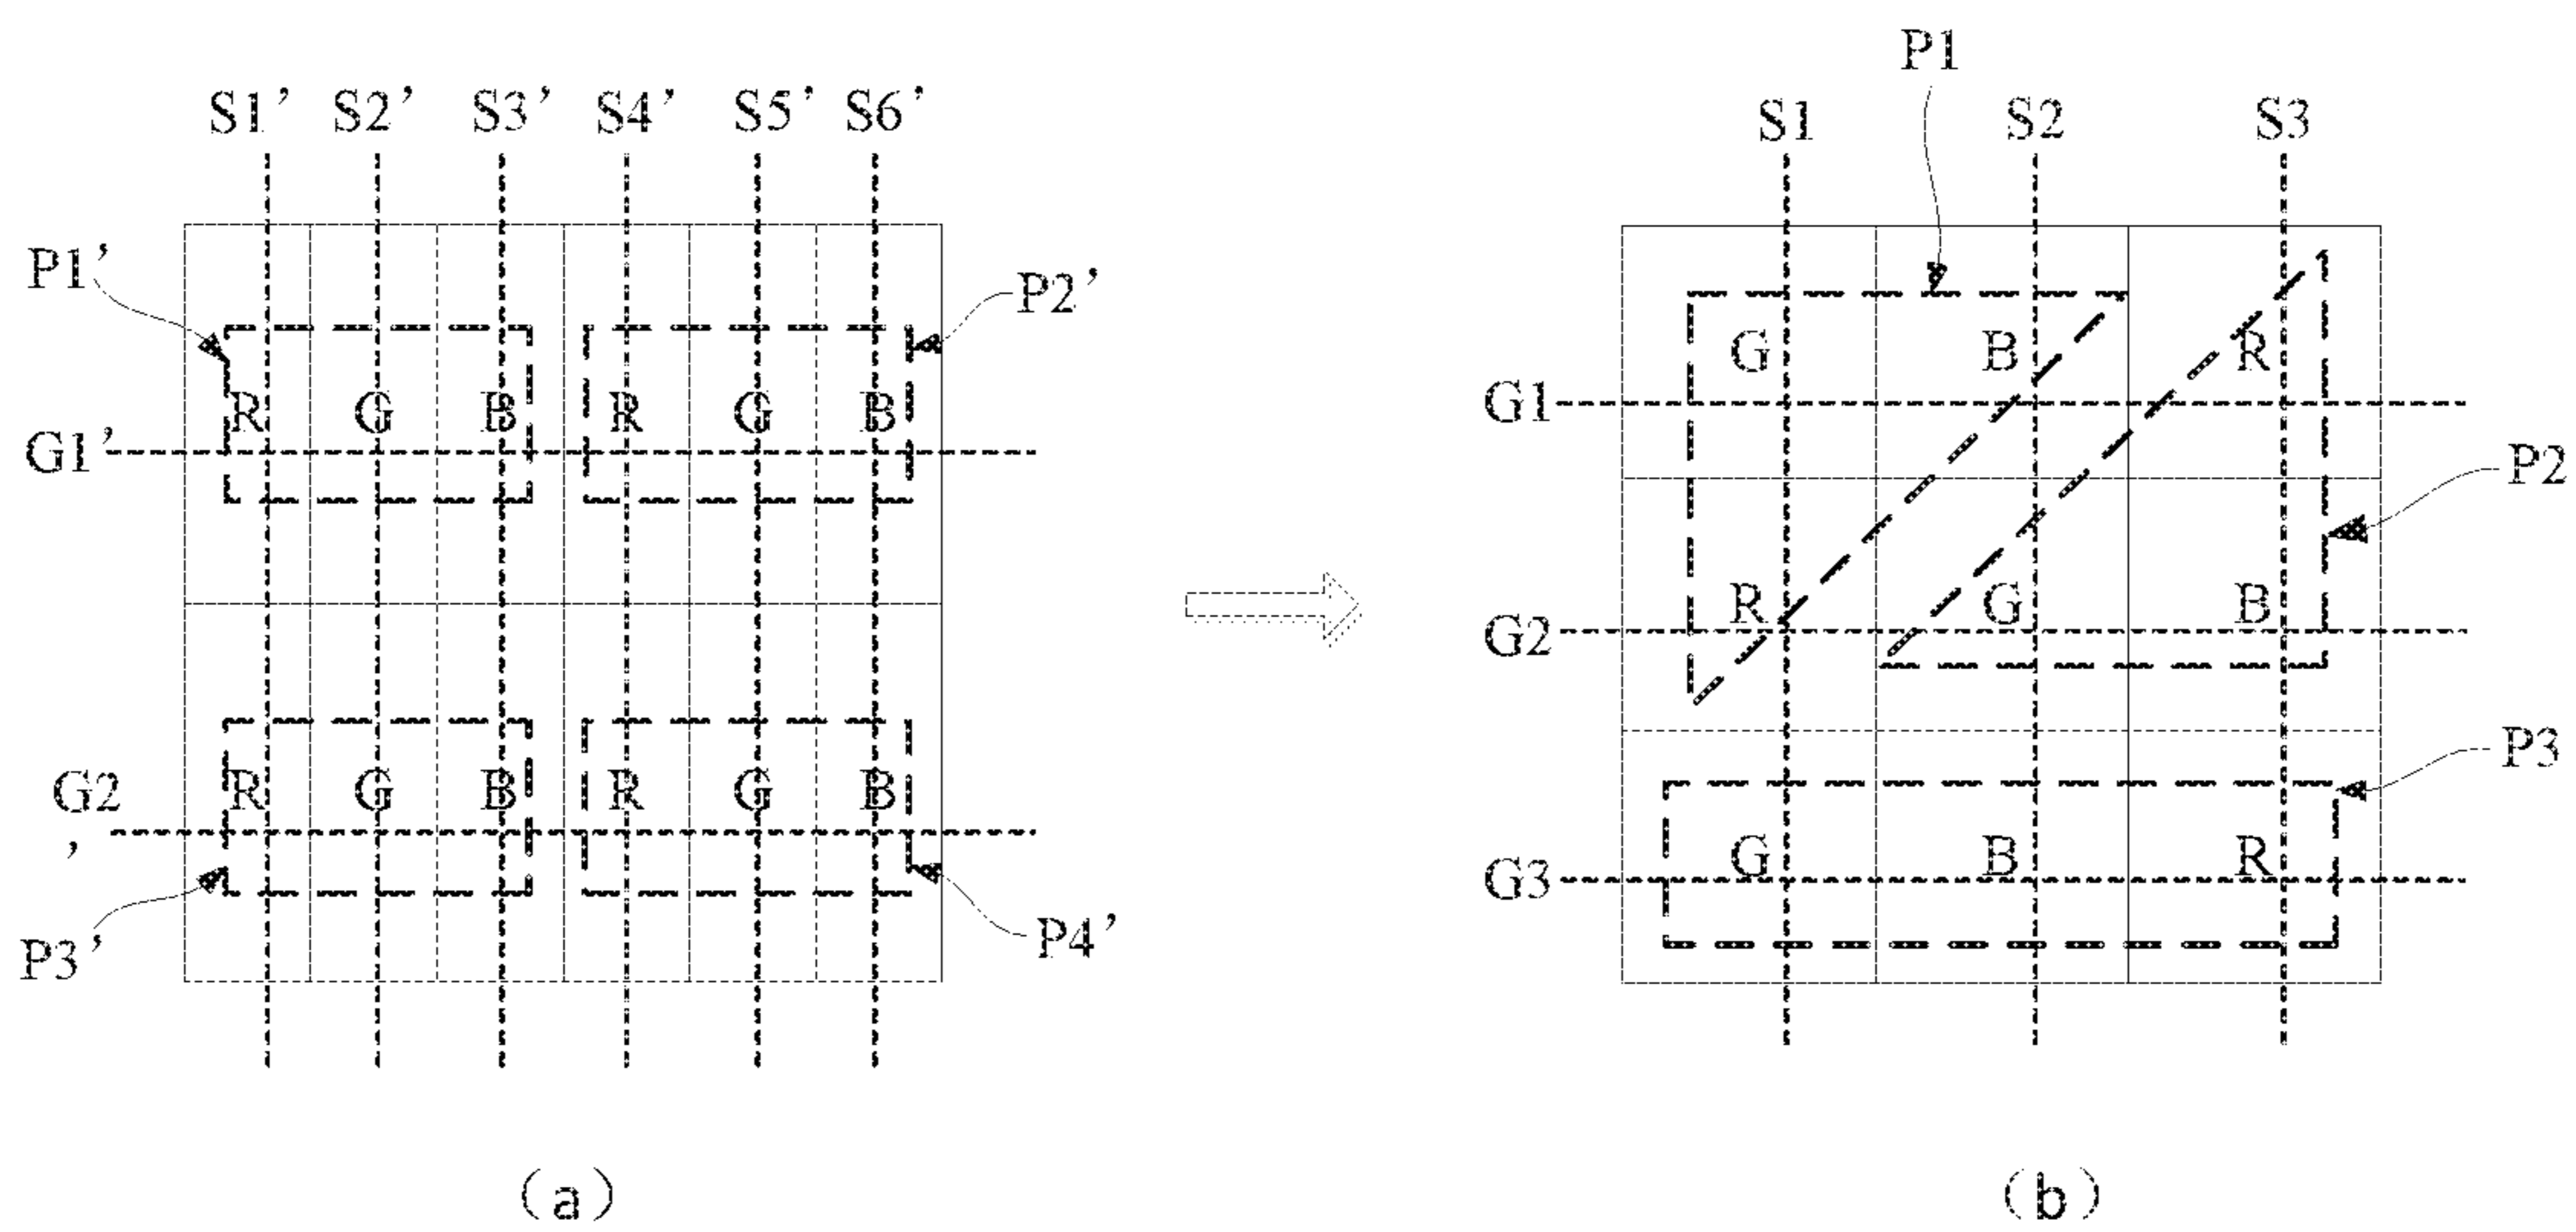 S1’ S2’ S3’ S4’ S5’ S6’
P1’
P2’
R G B R G B
G1’
R G B R G B
G2
’
P3’
P4’
(a)
P1
S1 S2 S3
G B R
G1
P2
R G B
G2
P3
G B R
G3
(b)